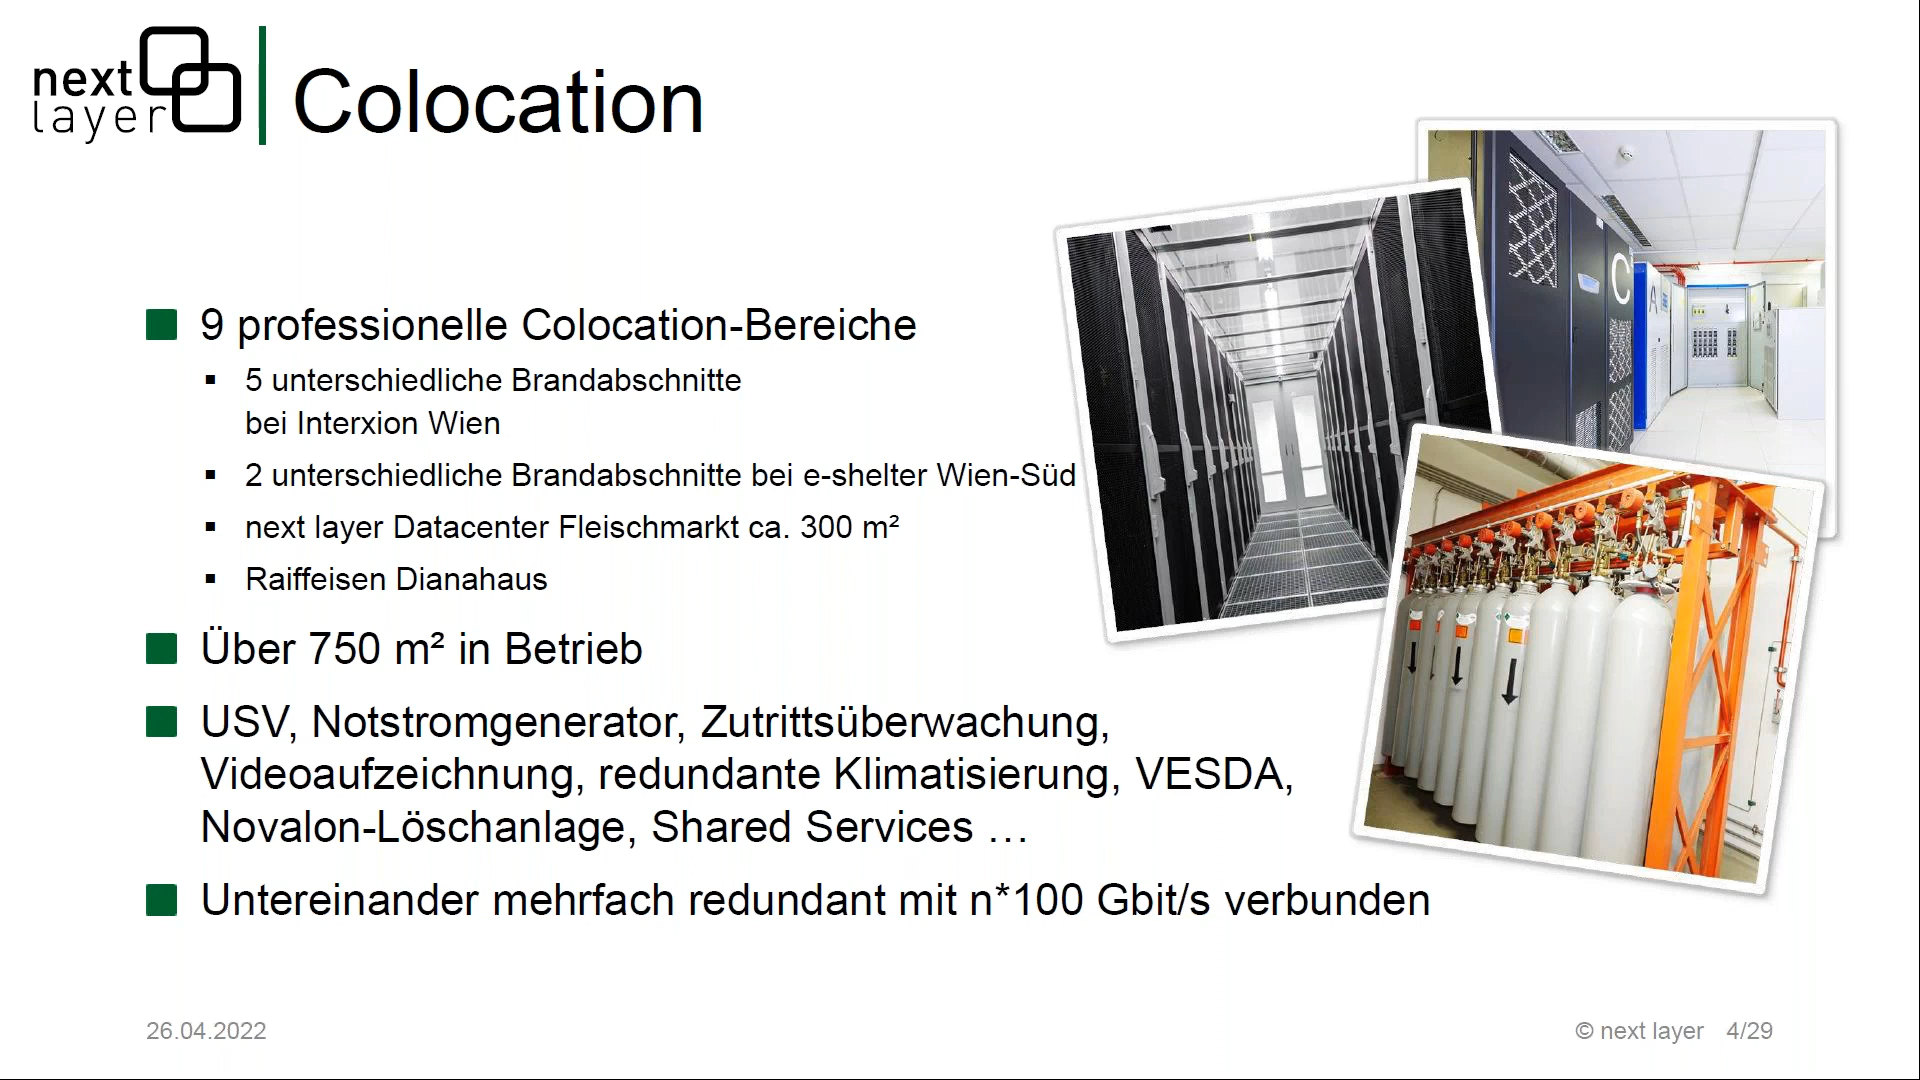 next
layer
Colocation
9 professionelle Colocation-Bereiche
5 unterschiedliche Brandabschnitte
bei Interxion Wien
2 unterschiedliche Brandabschnitte bei e-shelter Wien-Süd
next layer Datacenter Fleischmarkt ca. 300 m²
Raiffeisen Dianahaus
Über 750 m² in Betrieb
USV, Notstromgenerator, Zutrittsüberwachung,
Videoaufzeichnung, redundante Klimatisierung, VESDA,
Novalon-Löschanlage, Shared Services …
Untereinander mehrfach redundant mit n*100 Gbit/s verbunden
C
A
26.04.2022
© next layer 4/29